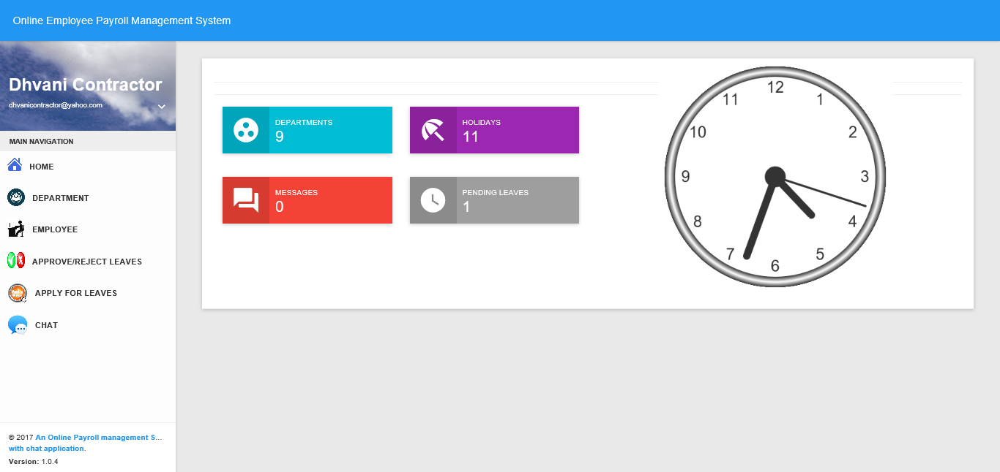 Online Employee Payroll Management System
Dhvani Contractor
dhvanicontractor@yahoo.com
MAIN NAVIGATION
HOME
DEPARTMENT
EMPLOYEE
APPROVE/REJECT LEAVES
APPLY FOR LEAVES
CHAT
© 2017 An Online Payroll management S...
with chat application.
Version: 1.0.4
DEPARTMENTS
9
HOLIDAYS
11
MESSAGES
0
PENDING LEAVES
1
12
1
2
3
4
5
6
7
8
9
10
11